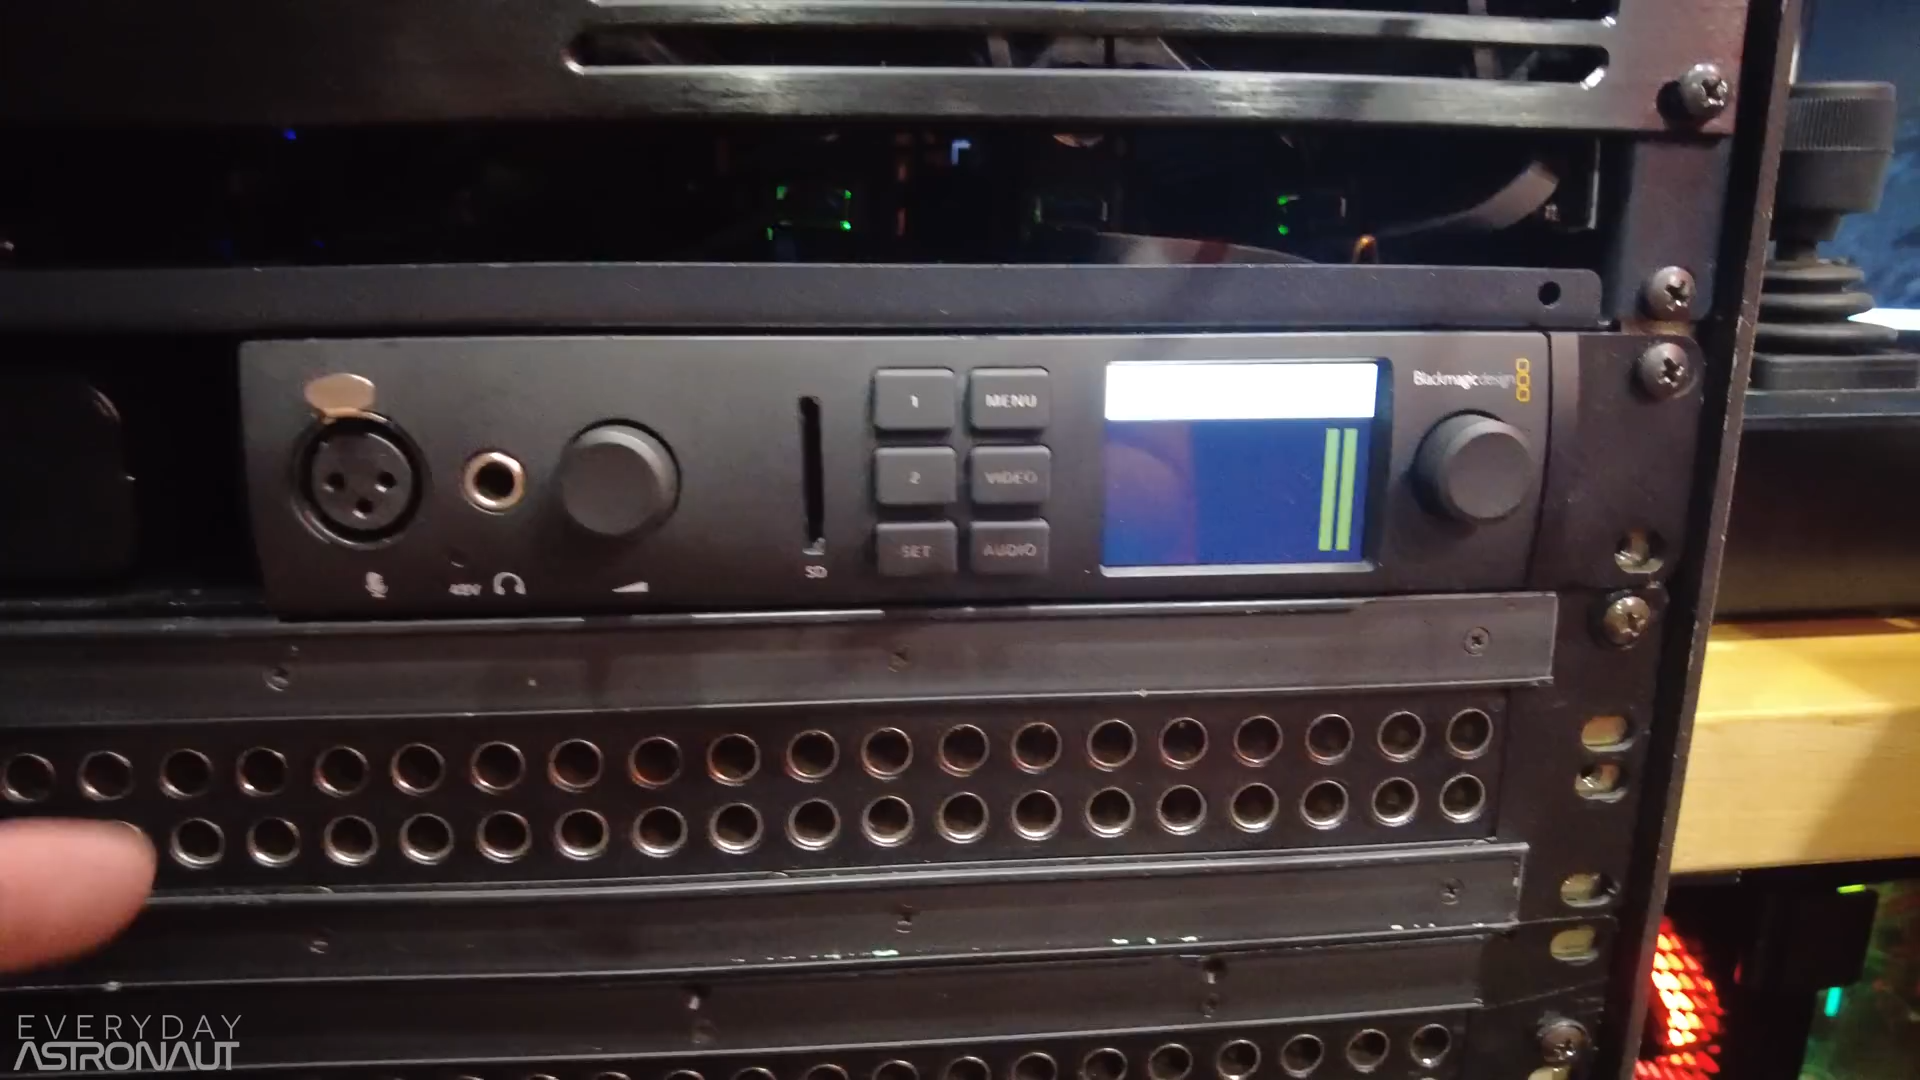 Blackmagicdesign
1
MENU
2
VIDEO
SET
AUDIO
SD
48V
EVERYDAY
ASTRONAUT